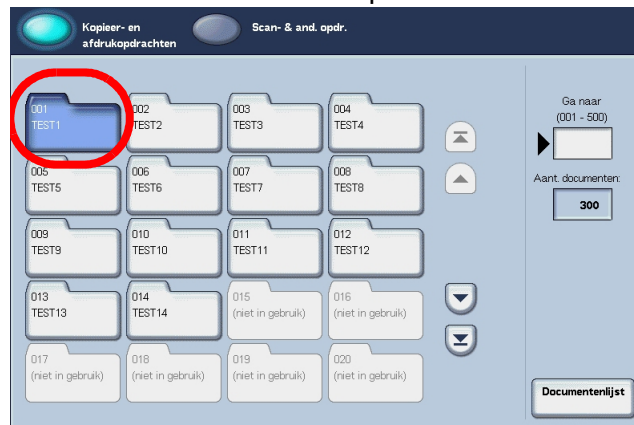 Kopieer- en
afdrukopdrachten
Scan- & and. opdr.
001
TEST1
002
TEST2
003
TEST3
004
TEST4
Ga naar
(001 - 500)
005
TEST5
006
TEST6
007
TEST7
008
TEST8
Aant. documenten:
300
009
TEST9
010
TEST10
011
TEST11
012
TEST12
013
TEST13
014
TEST14
015
(niet in gebruik)
016
(niet in gebruik)
017
(niet in gebruik)
018
(niet in gebruik)
019
(niet in gebruik)
020
(niet in gebruik)
Documentenlijst